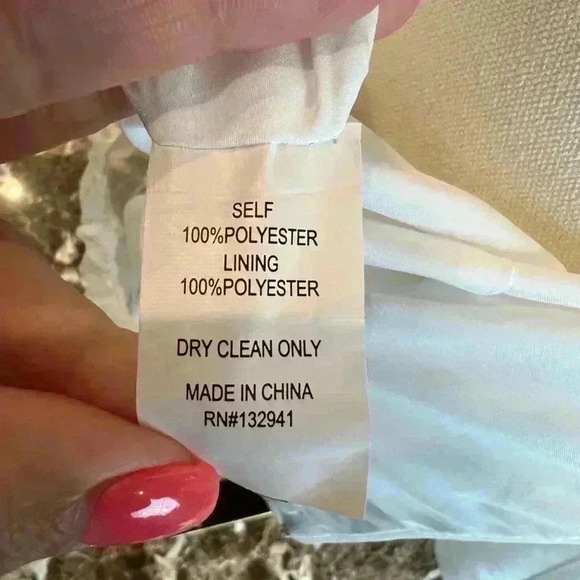 SELF
100%POLYESTER
LINING
100%POLYESTER
DRY CLEAN ONLY
MADE IN CHINA
RN#132941